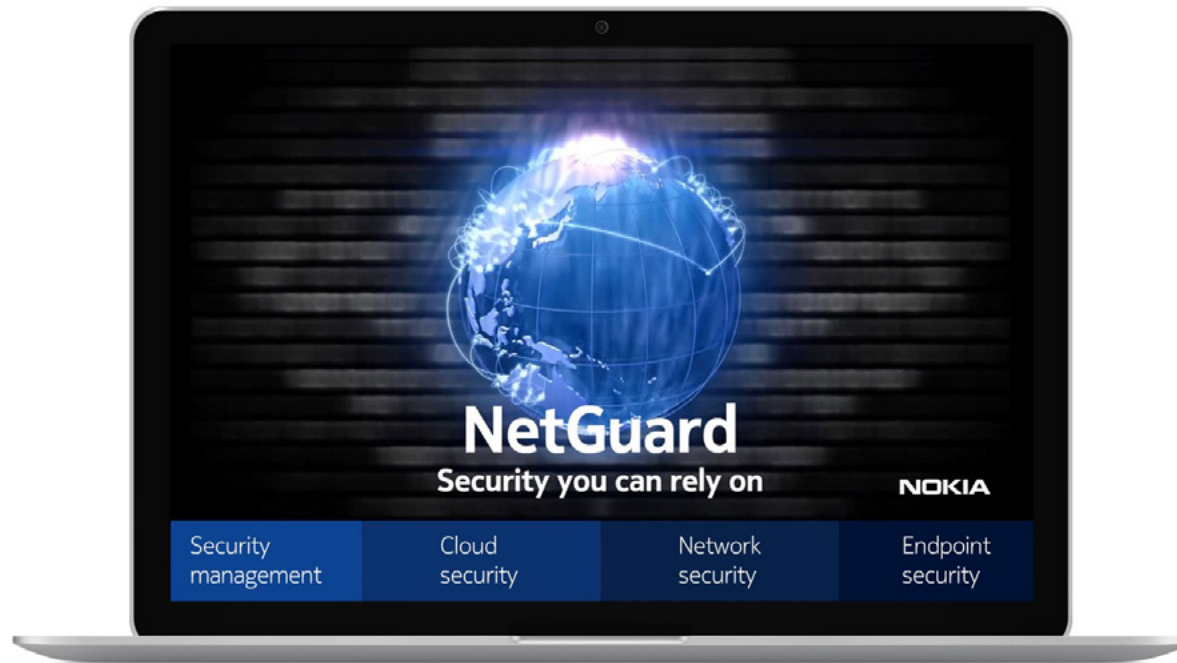 NetGuard
Security you can rely on
NOKIA
Security
management
Cloud
security
Network
security
Endpoint
security